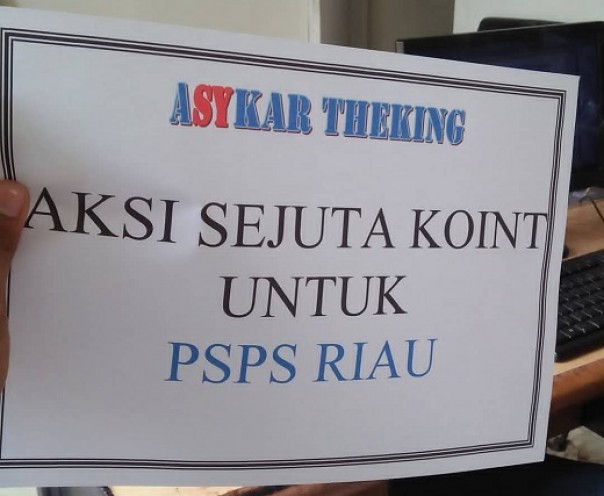 ASYKAR THEKING
AKSI SEJUTA KOINT
UNTUK
PSPS RIAU